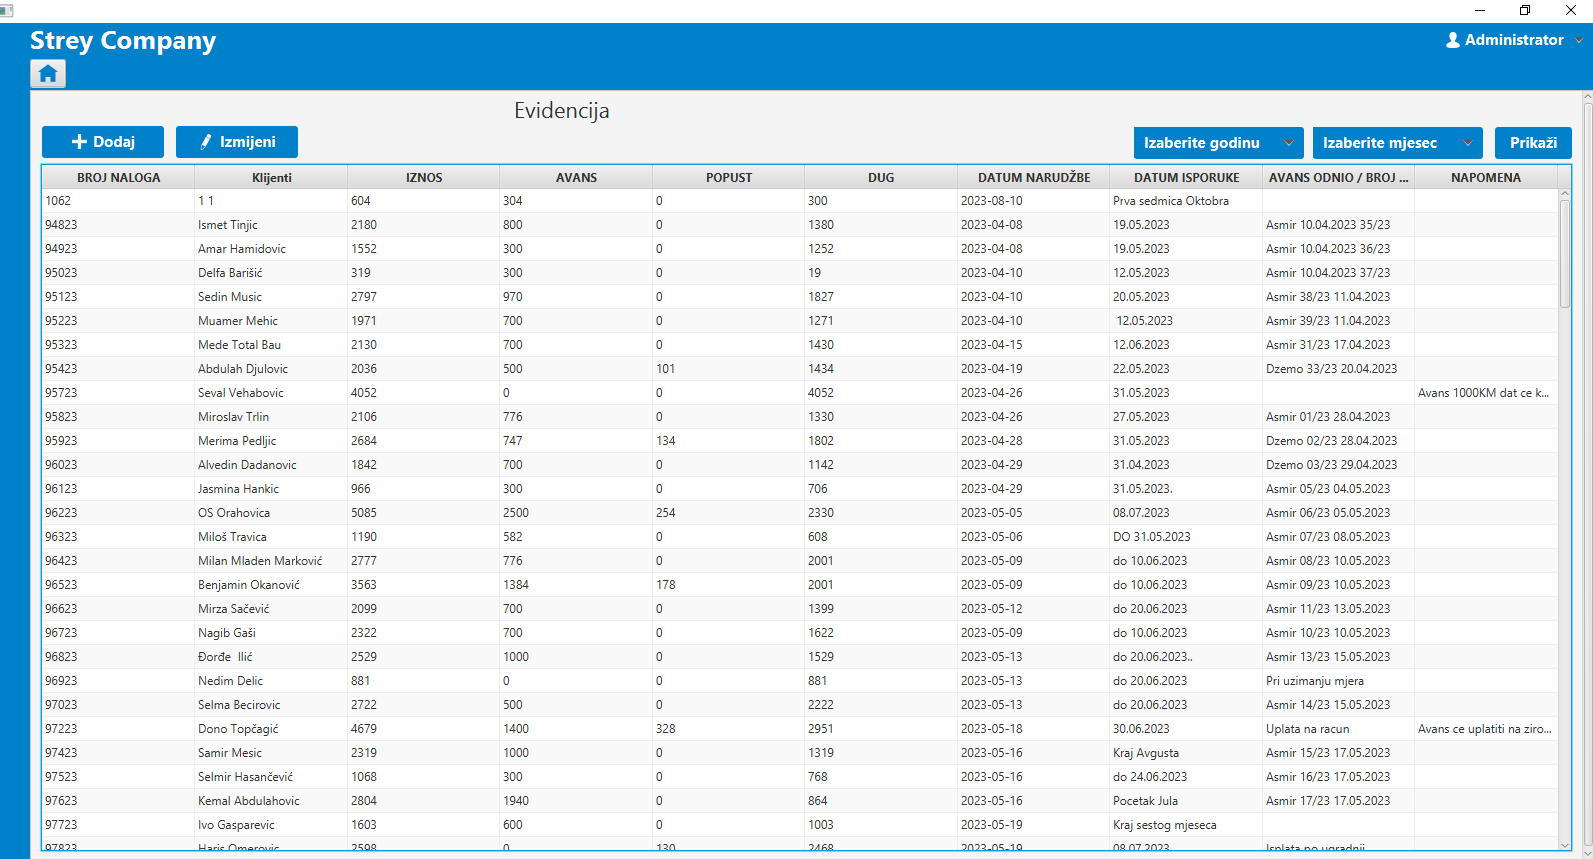 Strey Company
Administrator
Evidencija
Dodaj Izmijeni Izaberite godinu Izaberite mjesec Prikaži
BROJ NALOGA Klijenti IZNOS AVANS POPUST DUG DATUM NARUDŽBE DATUM ISPORUKE AVANS ODNIO / BROJ ... NAPOMENA
1062 1 1 604 304 0 300 2023-08-10 Prva sedmica Oktobra
94823 Ismet Tinjic 2180 800 0 1380 2023-04-08 19.05.2023 Asmir 10.04.2023 35/23
94923 Amar Hamidovic 1552 300 0 1252 2023-04-08 19.05.2023 Asmir 10.04.2023 36/23
95023 Delfa Barišić 319 300 0 19 2023-04-10 12.05.2023 Asmir 10.04.2023 37/23
95123 Sedin Music 2797 970 0 1827 2023-04-10 20.05.2023 Asmir 38/23 11.04.2023
95223 Muamer Mehic 1971 700 0 1271 2023-04-10 12.05.2023 Asmir 39/23 11.04.2023
95323 Mede Total Bau 2130 700 0 1430 2023-04-15 12.06.2023 Asmir 31/23 17.04.2023
95423 Abdulah Djulovic 2036 500 101 1434 2023-04-19 22.05.2023 Dzemo 33/23 20.04.2023
95723 Seval Vehabovic 4052 0 0 4052 2023-04-26 31.05.2023 Avans 1000KM dat ce k...
95823 Miroslav Trlin 2106 776 0 1330 2023-04-26 27.05.2023 Asmir 01/23 28.04.2023
95923 Merima Pedljic 2684 747 134 1802 2023-04-28 31.05.2023 Dzemo 02/23 28.04.2023
96023 Alvedin Dadanovic 1842 700 0 1142 2023-04-29 31.04.2023 Dzemo 03/23 29.04.2023
96123 Jasmina Hankic 966 300 0 706 2023-04-29 31.05.2023. Asmir 05/23 04.05.2023
96223 OS Orahovica 5085 2500 254 2330 2023-05-05 08.07.2023 Asmir 06/23 05.05.2023
96323 Miloš Travica 1190 582 0 608 2023-05-06 DO 31.05.2023 Asmir 07/23 08.05.2023
96423 Milan Mladen Marković 2777 776 0 2001 2023-05-09 do 10.06.2023 Asmir 08/23 10.05.2023
96523 Benjamin Okanović 3563 1384 178 2001 2023-05-09 do 10.06.2023 Asmir 09/23 10.05.2023
96623 Mirza Sačević 2099 700 0 1399 2023-05-12 do 20.06.2023 Asmir 11/23 13.05.2023
96723 Nagib Gaši 2322 700 0 1622 2023-05-09 do 10.06.2023 Asmir 10/23 10.05.2023
96823 Đorđe Ilić 2529 1000 0 1529 2023-05-13 do 20.06.2023.. Asmir 13/23 15.05.2023
96923 Nedim Delic 881 0 0 881 2023-05-13 do 20.06.2023 Pri uzimanju mjera
97023 Selma Becirovic 2722 500 0 2222 2023-05-13 do 20.06.2023 Asmir 14/23 15.05.2023
97223 Dono Topčagić 4679 1400 328 2951 2023-05-18 30.06.2023 Uplata na racun Avans ce uplatiti na ziro...
97423 Samir Mesic 2319 1000 0 1319 2023-05-16 Kraj Avgusta Asmir 15/23 17.05.2023
97523 Selmir Hasančević 1068 300 0 768 2023-05-16 do 24.06.2023 Asmir 16/23 17.05.2023
97623 Kemal Abdulahovic 2804 1940 0 864 2023-05-16 Pocetak Jula Asmir 17/23 17.05.2023
97723 Ivo Gasparevic 1603 600 0 1003 2023-05-19 Kraj sestog mjeseca
97823 Haris Omerovic 2598 0 130 2468 2023-05-19 08.07.2023 Isplata po ugradnji